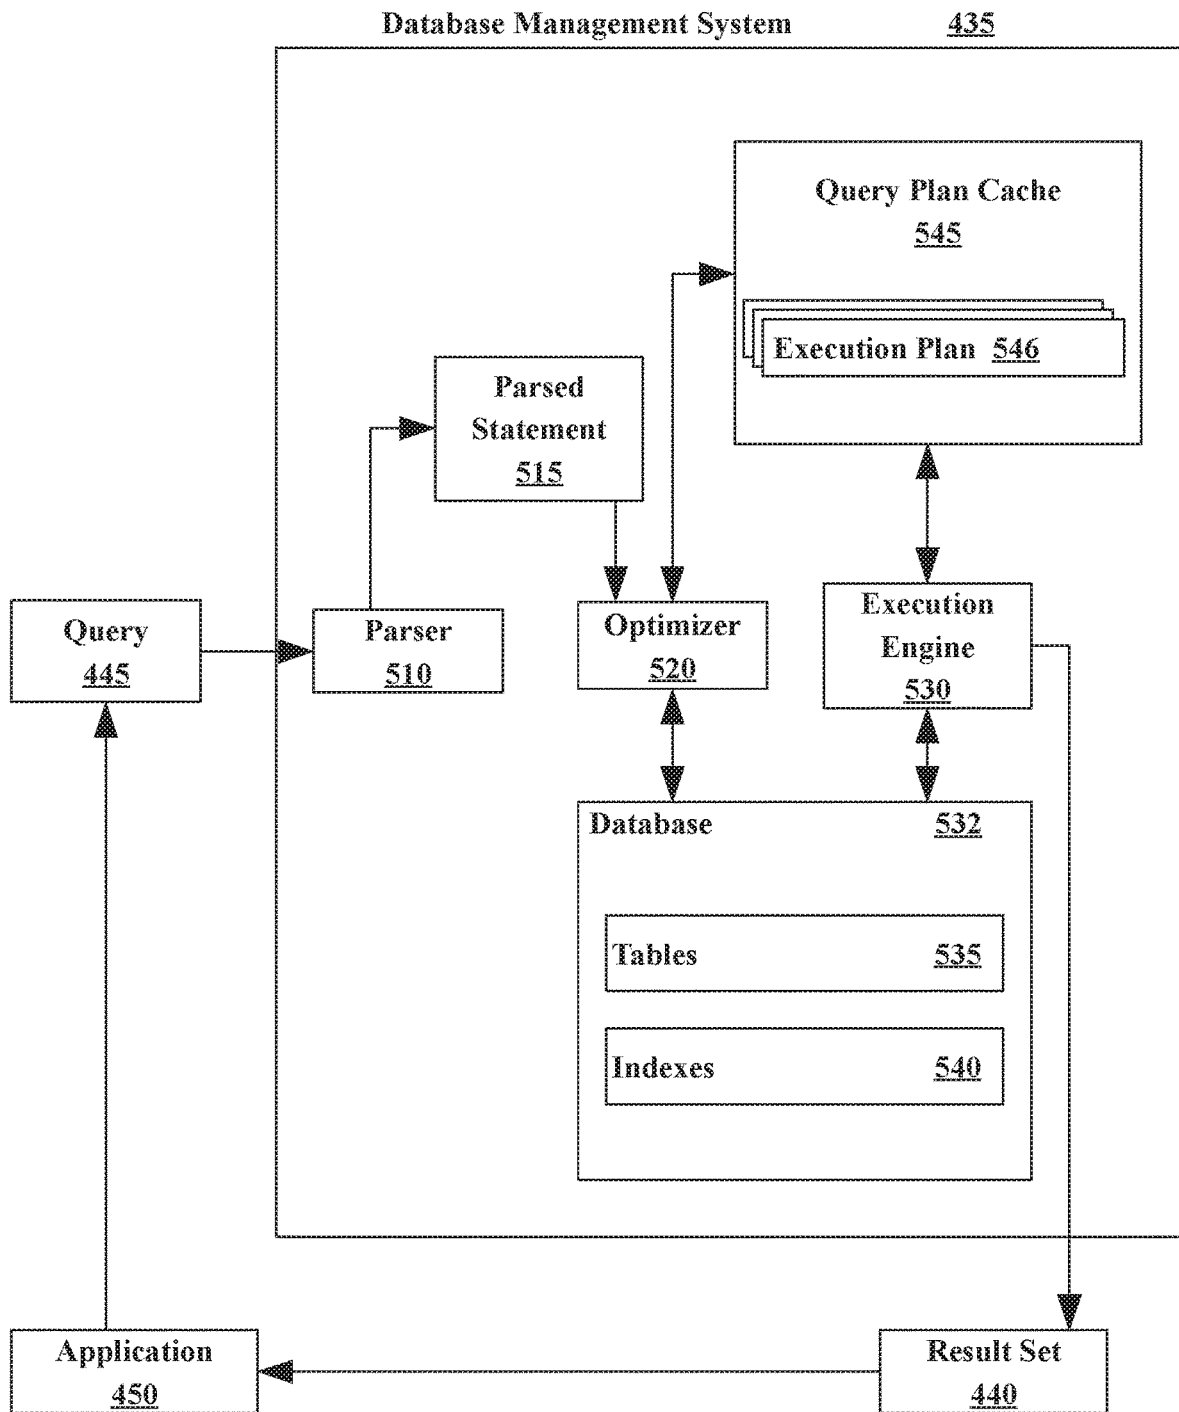 Database Management System 435
Query Plan Cache
545
Execution Plan 546
Parsed
Statement
515
Query
445
Parser
510
Optimizer
520
Execution
Engine
530
Database 532
Tables 535
Indexes 540
Application
450
Result Set
440